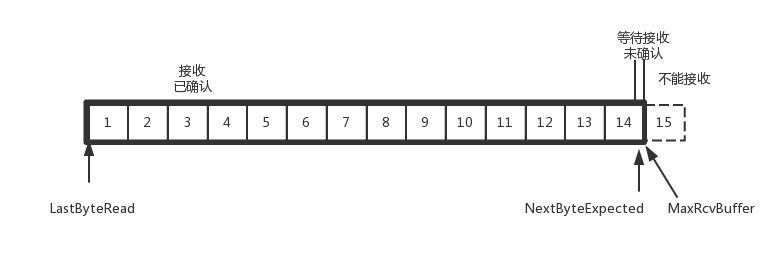 等待接收
未确认
接收
已确认
不能接收
1 2 3 4 5 6 7 8 9 10 11 12 13 14 15
LastByteRead NextByteExpected MaxRcvBuffer